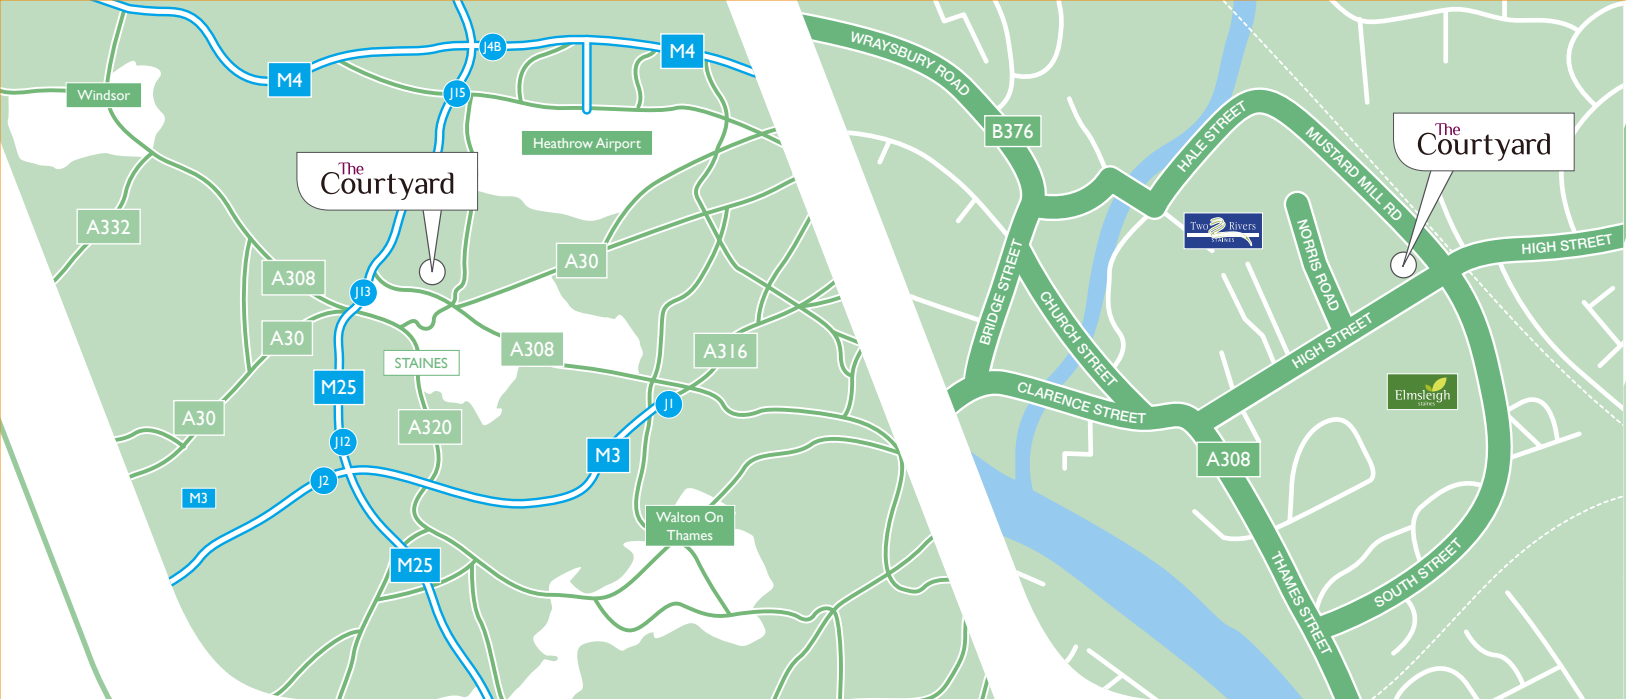 M4
J4B
M4
Windsor
J15
Heathrow Airport
The
Courtyard
A332
A308
J13
A30
A30
STAINES
A308
A316
M25
A30
A320
J1
J12
M3
J2
M3
Walton On
Thames
M25
WRAYSBURY ROAD
B376
HALE STREET
MUSTARD MILL RD
The
Courtyard
Two Rivers
STAINES
NORRIS ROAD
HIGH STREET
BRIDGE STREET
CHURCH STREET
HIGH STREET
CLARENCE STREET
Elmsleigh
staines
A308
THAMES STREET
SOUTH STREET